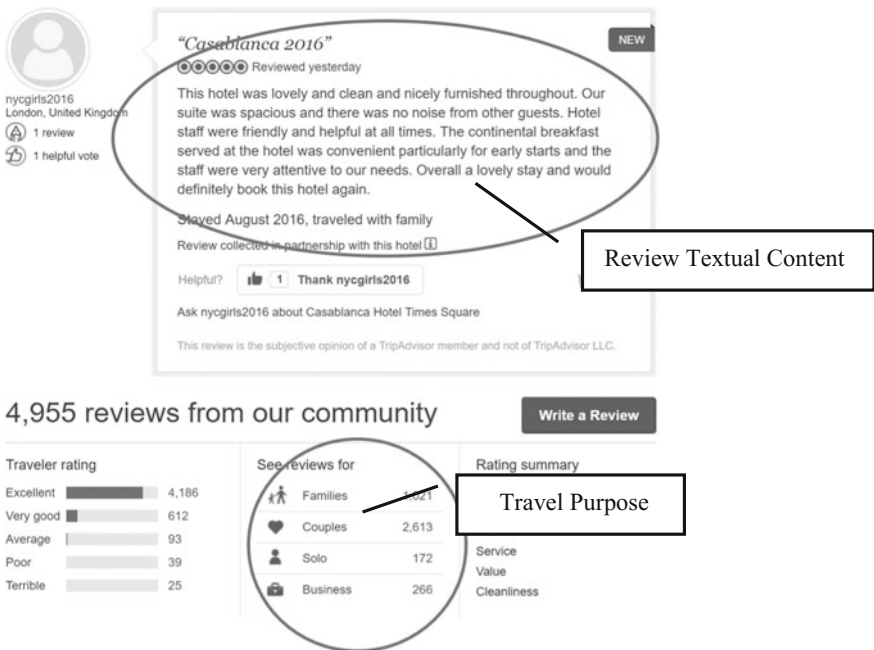 "Casablanca 2016"
NEW
Reviewed yesterday
nycgirls2016
London, United Kingdom
1 review
1 helpful vote
This hotel was lovely and clean and nicely furnished throughout. Our
suite was spacious and there was no noise from other guests. Hotel
staff were friendly and helpful at all times. The continental breakfast
served at the hotel was convenient particularly for early starts and the
staff were very attentive to our needs. Overall a lovely stay and would
definitely book this hotel again.
Stayed August 2016, traveled with family
Review collected in partnership with this hotel
Review Textual Content
Helpful? 1 Thank nycgirls2016
Ask nycgirls2016 about Casablanca Hotel Times Square
This review is the subjective opinion of a TripAdvisor member and not of TripAdvisor LLC.
4,955 reviews from our community
Write a Review
Traveler rating
Excellent 4,186
Very good 612
Average 93
Poor 39
Terrible 25
See reviews for
Families 1,021
Couples 2,613
Solo 172
Business 266
Rating summary
Travel Purpose
Service
Value
Cleanliness